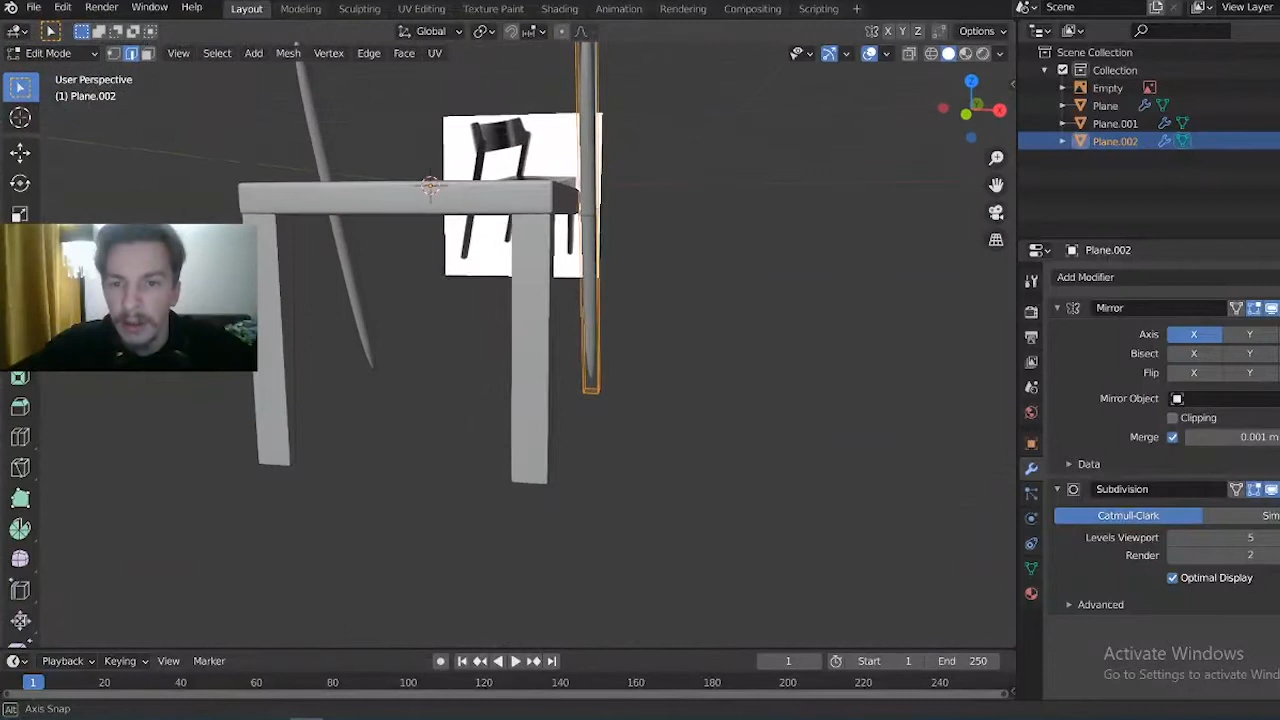 File Edit Render Window Help Layout Modeling Sculpting UV Editing Texture Paint Shading Animation Rendering Compositing Scripting + Scene View Layer
Global X Y Z Options
Edit Mode View Select Add Mesh Vertex Edge Face UV
User Perspective
(1) Plane.002
Scene Collection
Collection
Empty
Plane
Plane.001
Plane.002
Z
Y
X
Plane.002
Add Modifier
Mirror
Axis X Y
Bisect X Y
Flip X Y
Mirror Object
Clipping
Merge 0.001 m
Data
Subdivision
Catmull-Clark Sim
Levels Viewport 5
Render 2
Optimal Display
Advanced
Activate Windows
Go to Settings to activate Wind
Playback Keying View Marker 1 Start 1 End 250
1 20 40 60 80 100 120 140 160 180 200 220 240
Alt Axis Snap